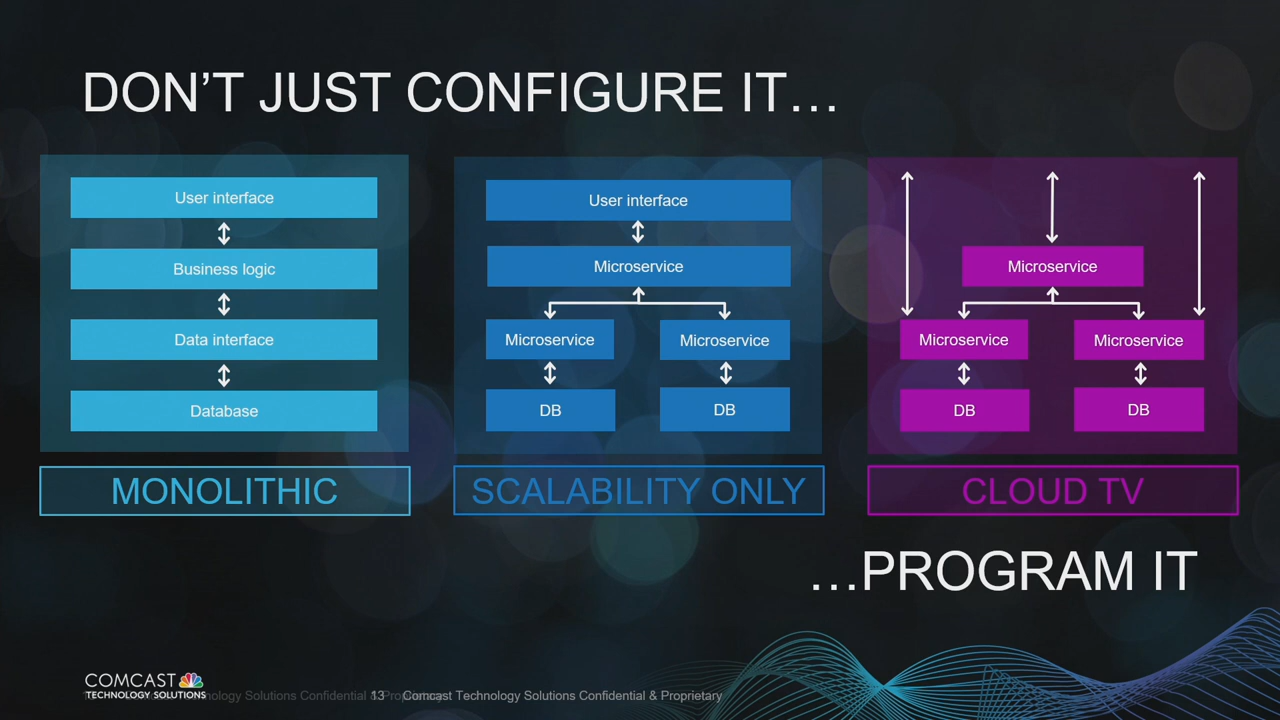 DON'T JUST CONFIGURE IT…
User interface
Business logic
Data interface
Database
MONOLITHIC
User interface
Microservice
Microservice Microservice
DB DB
SCALABILITY ONLY
Microservice
Microservice Microservice
DB DB
CLOUD TV
…PROGRAM IT
COMCAST
TECHNOLOGY SOLUTIONS
13 Comcast Technology Solutions Confidential & Proprietary